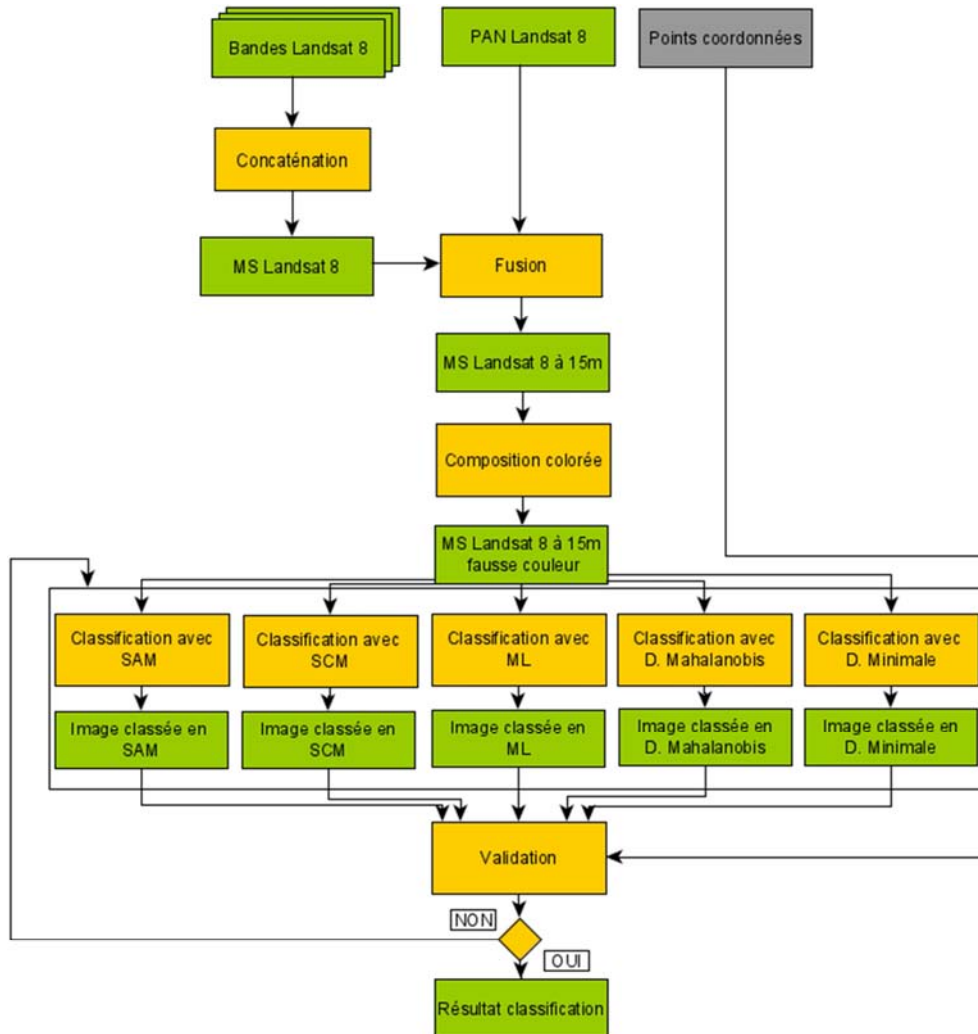 Bandes Landsat 8
PAN Landsat 8
Points coordonnées
Concaténation
MS Landsat 8
Fusion
MS Landsat 8 à 15m
Composition colorée
MS Landsat 8 à 15m
fausse couleur
Classification avec
SAM
Classification avec
SCM
Classification avec
ML
Classification avec
D. Mahalanobis
Classification avec
D. Minimale
Image classée en
SAM
Image classée en
SCM
Image classée en
ML
Image classée en
D. Mahalanobis
Image classée en
D. Minimale
Validation
NON
OUI
Résultat classification